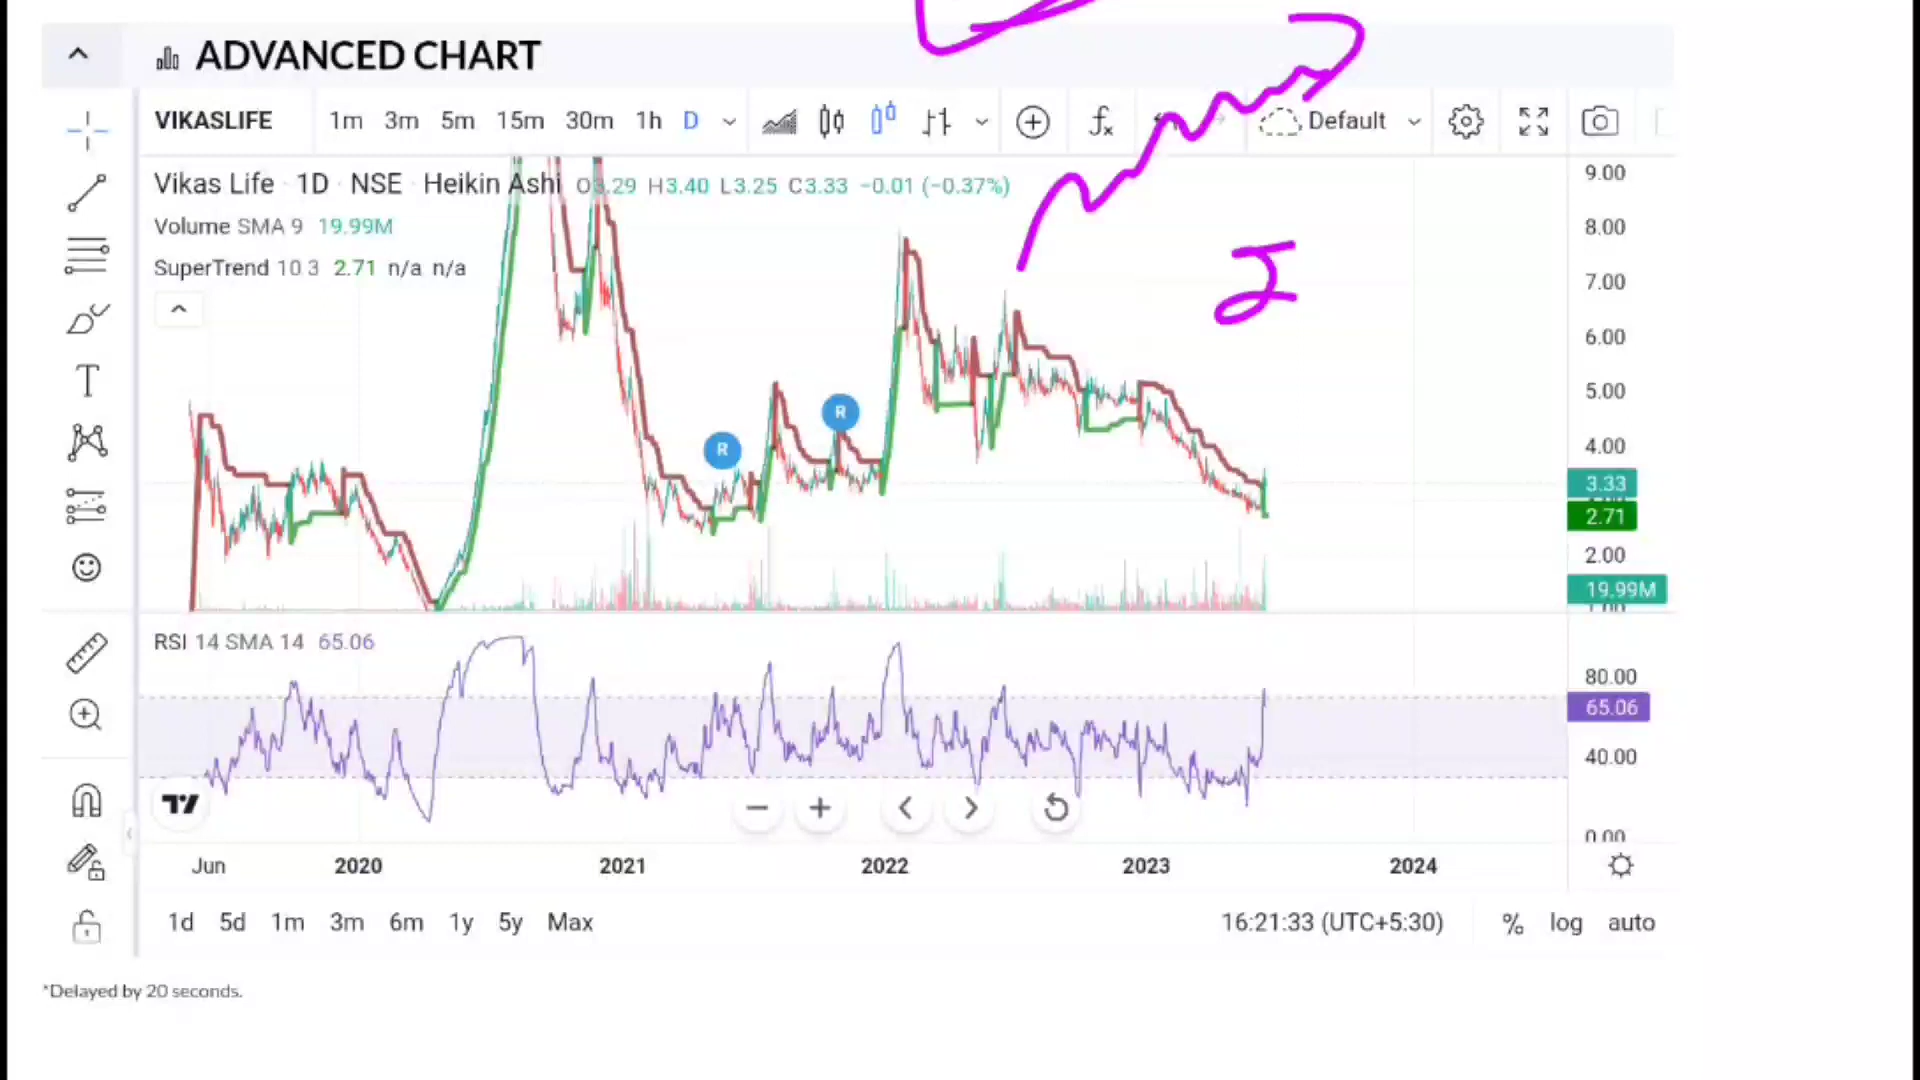 ADVANCED CHART
VIKASLIFE 1m 3m 5m 15m 30m 1h D Default
Vikas Life · 1D · NSE · Heikin Ashi O3.29 H3.40 L3.25 C3.33 −0.01 (−0.37%)
Volume SMA 9 19.99M
SuperTrend 10 3 2.71 n/a n/a
R
R
9.00
8.00
7.00
6.00
5.00
4.00
3.33
2.71
2.00
19.99M
RSI 14 SMA 14 65.06
80.00
65.06
40.00
0.00
Jun 2020 2021 2022 2023 2024
1d 5d 1m 3m 6m 1y 5y Max 16:21:33 (UTC+5:30) % log auto
*Delayed by 20 seconds.